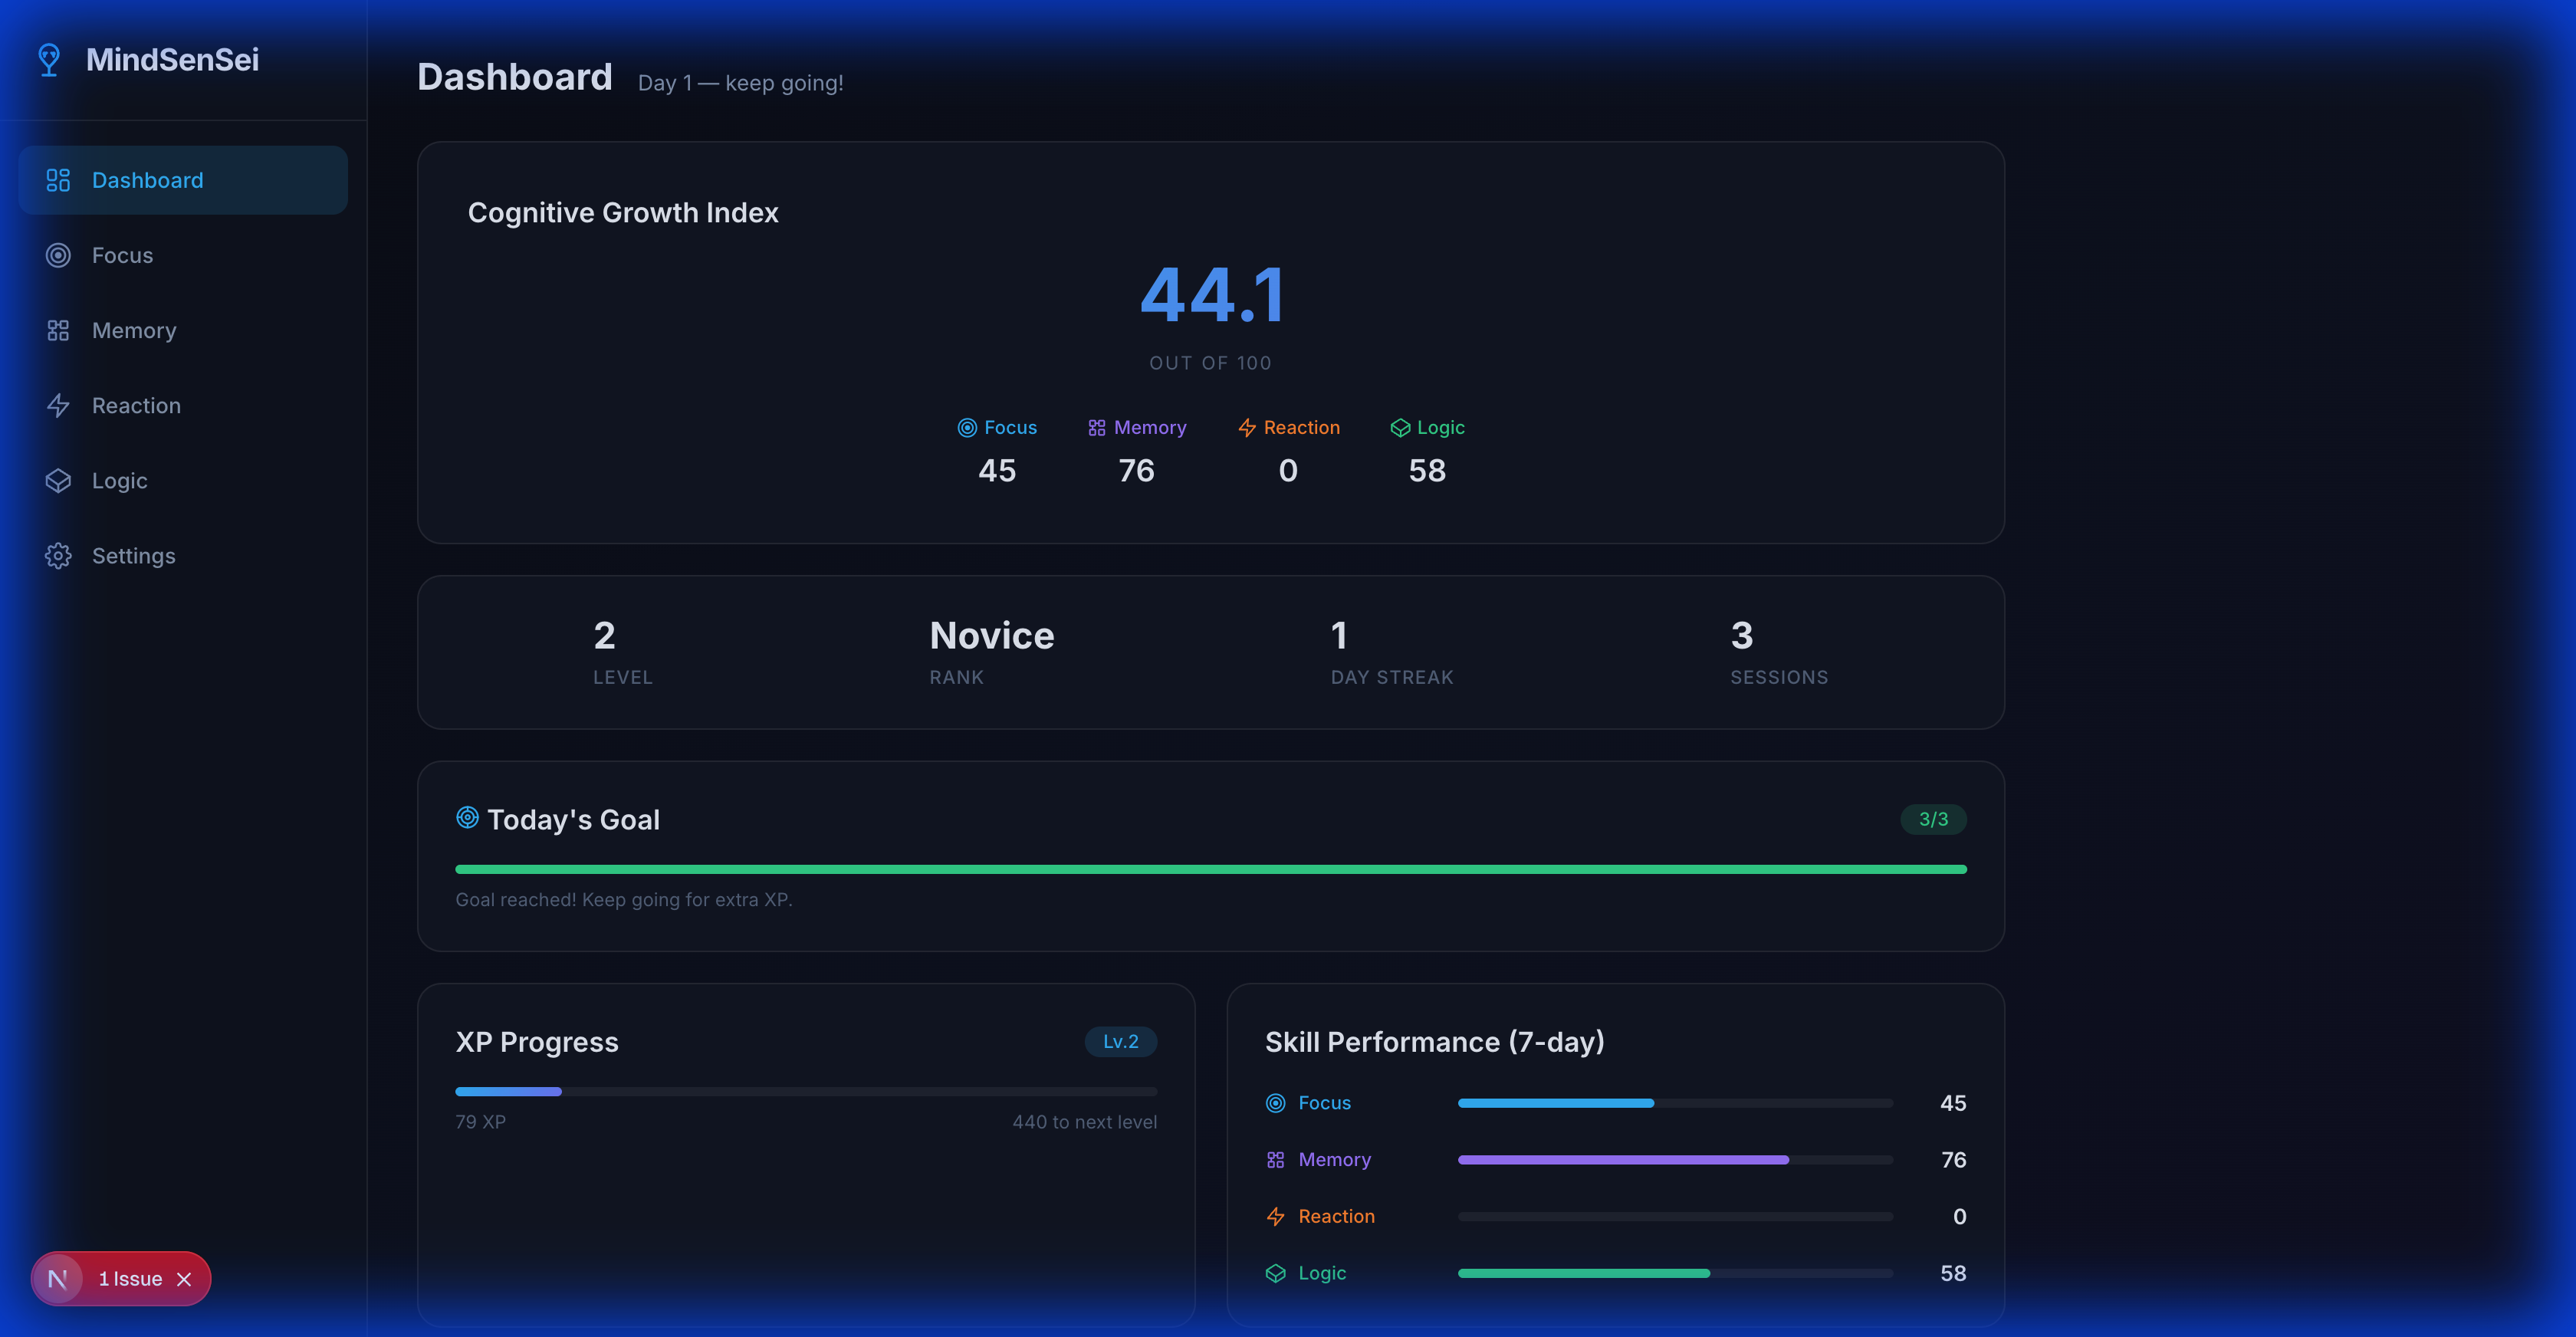 MindSenSei
Dashboard
Focus
Memory
Reaction
Logic
Settings
N 1 Issue
Dashboard Day 1 — keep going!
Cognitive Growth Index
44.1
OUT OF 100
Focus Memory Reaction Logic
45 76 0 58
2 Novice 1 3
LEVEL RANK DAY STREAK SESSIONS
Today's Goal 3/3
Goal reached! Keep going for extra XP.
XP Progress Lv.2
79 XP 440 to next level
Skill Performance (7-day)
Focus 45
Memory 76
Reaction 0
Logic 58